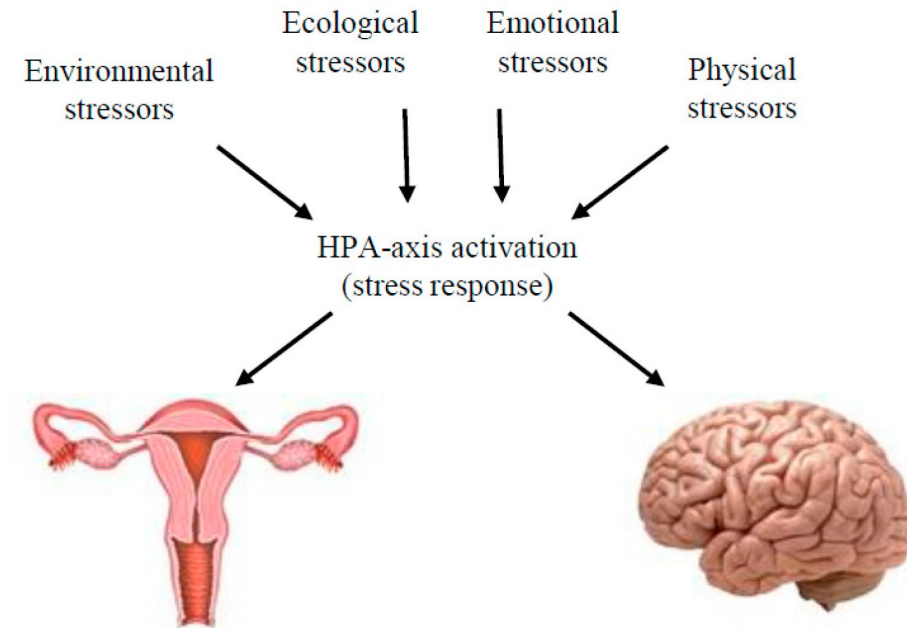 Environmental
stressors
Ecological
stressors
Emotional
stressors
Physical
stressors
HPA-axis activation
(stress response)